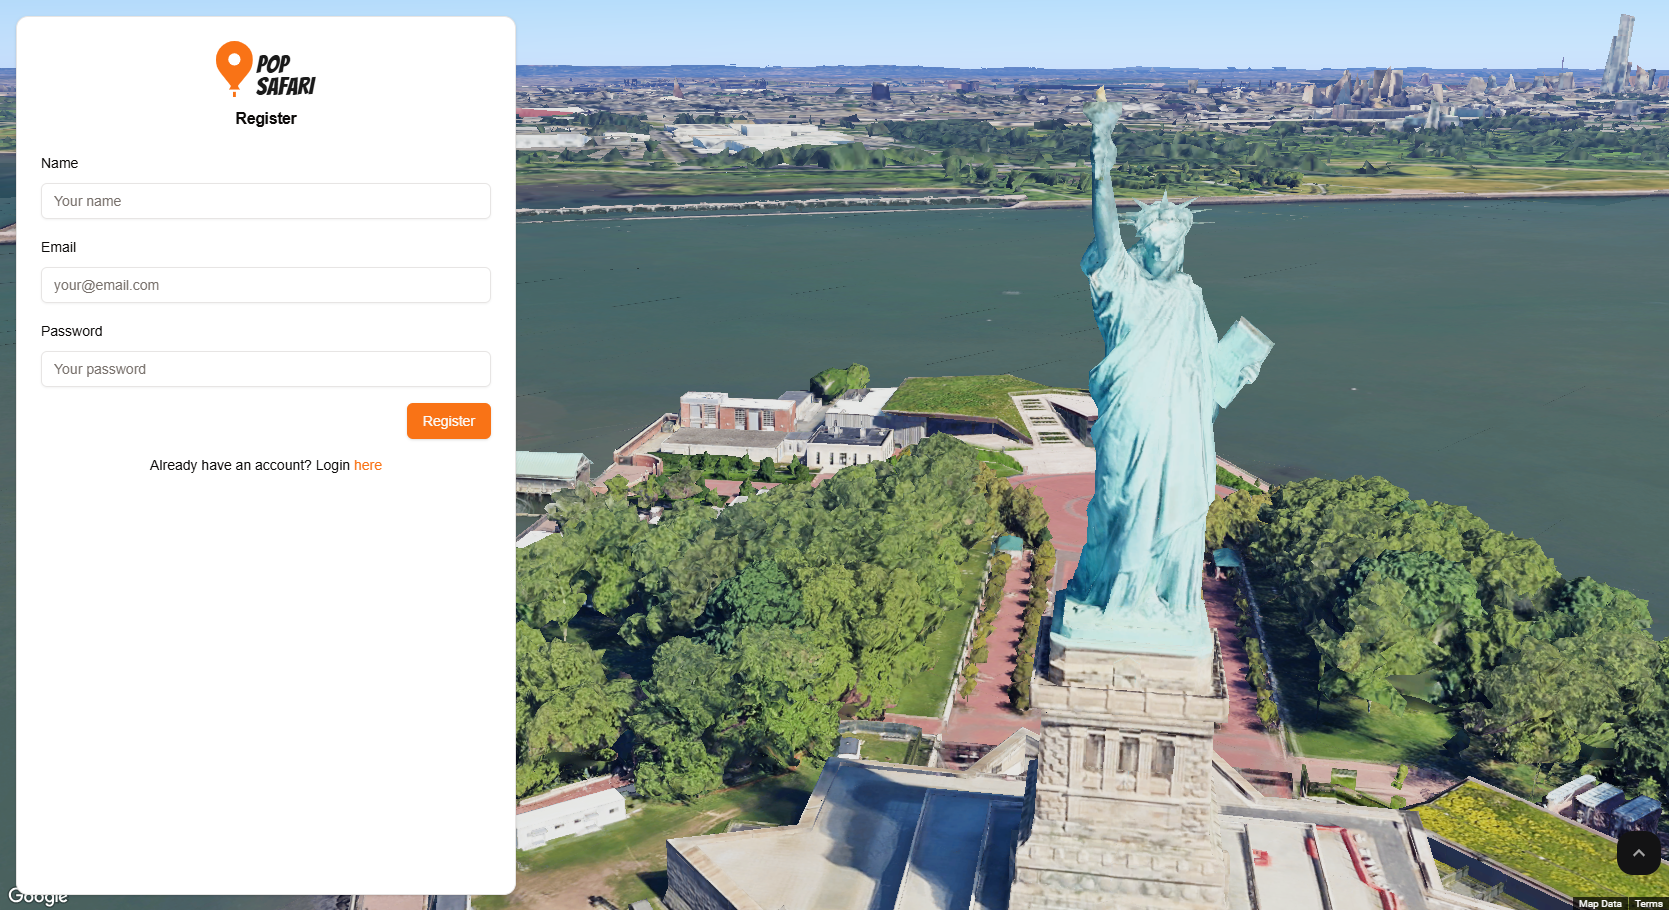 POP
SAFARI
Register
Name
Your name
Email
your@email.com
Password
Your password
Register
Already have an account? Login here
Google
Map Data
Terms